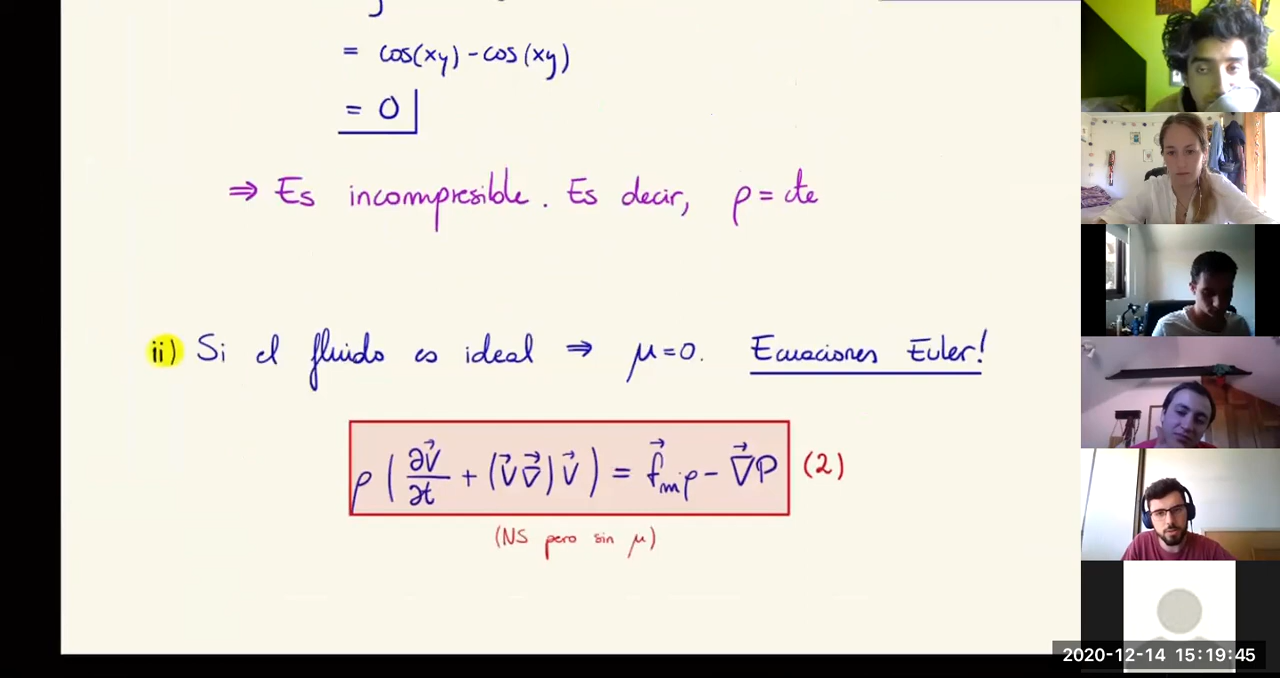 = cos(xy) - cos(xy)
= 0
⇒ Es incompresible. Es decir, ρ = cte
ii) Si el fluido es ideal ⇒ μ=0. Ecuaciones Euler!
ρ ( ∂V⃗/∂t + (V⃗ ∇⃗) V⃗ ) = f⃗ₘ ρ - ∇⃗P (2)
(NS pero sin μ)
2020-12-14 15:19:45